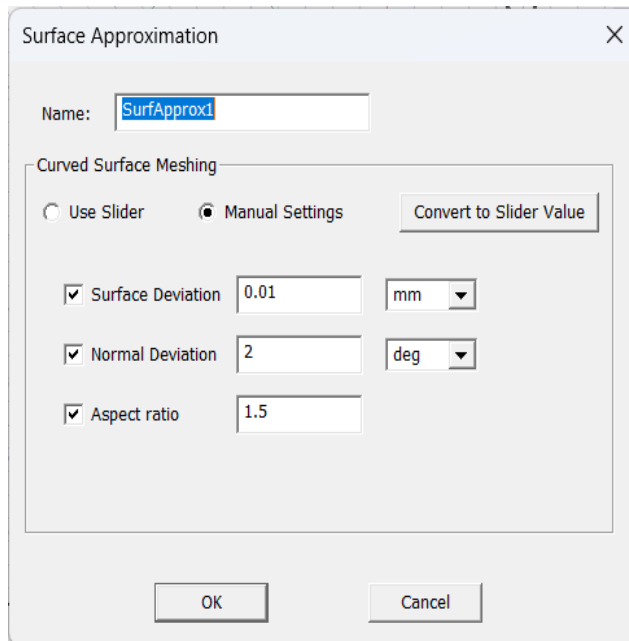 Surface Approximation
Name: SurfApprox1
Curved Surface Meshing
Use Slider Manual Settings Convert to Slider Value
Surface Deviation 0.01 mm
Normal Deviation 2 deg
Aspect ratio 1.5
OK Cancel